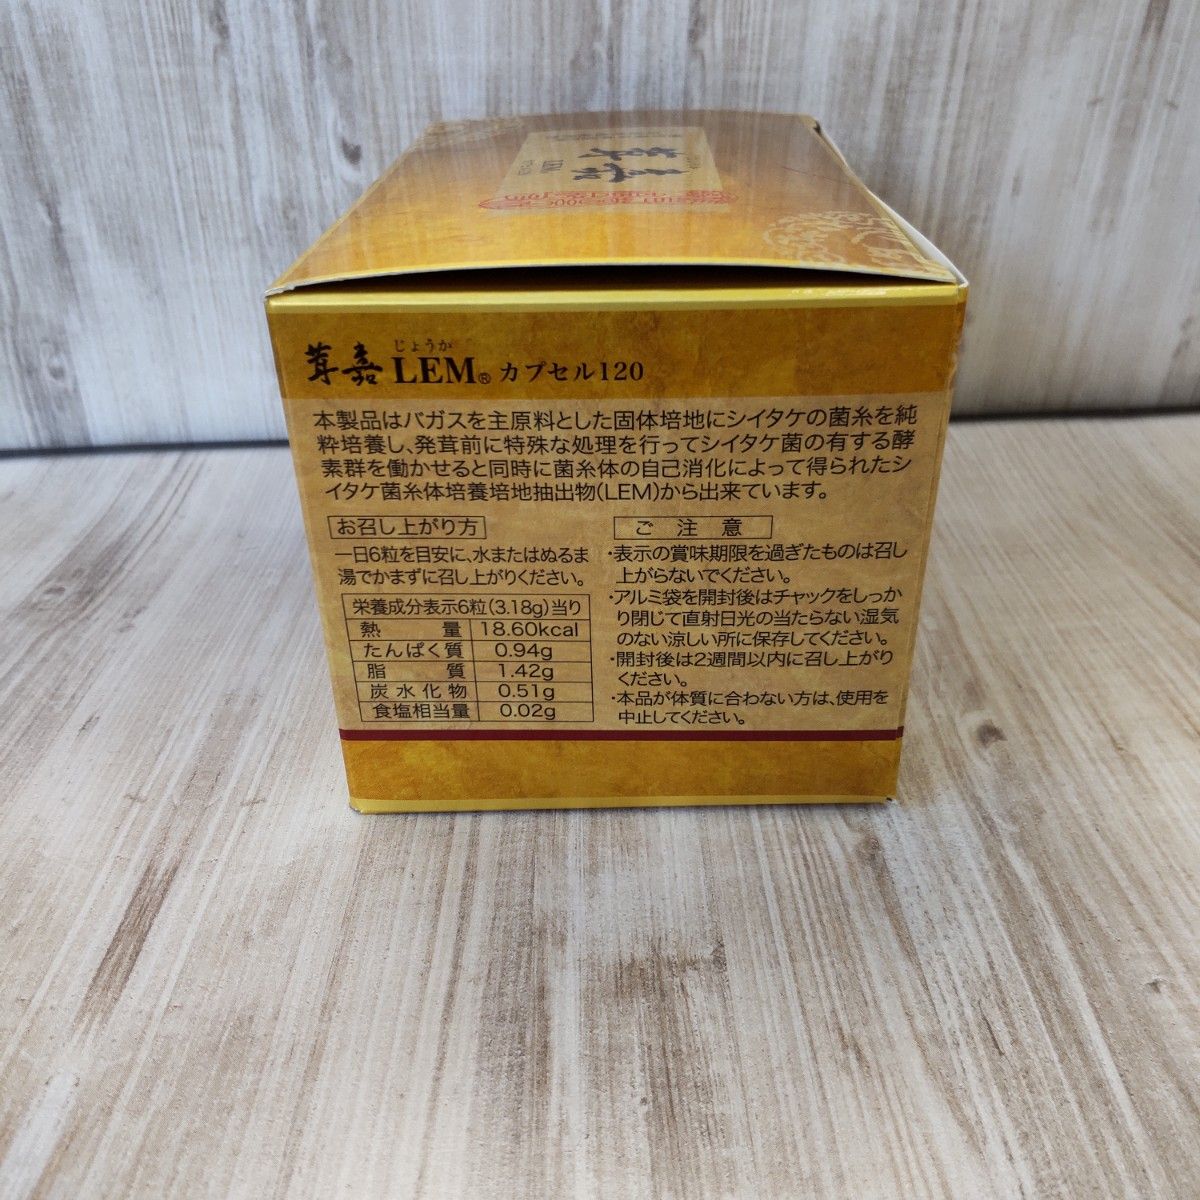 茸嘉
LEM
じょうか
茸嘉 LEM® カプセル120
本製品はバガスを主原料とした固体培地にシイタケの菌糸を純
粋培養し、発茸前に特殊な処理を行ってシイタケ菌の有する酵
素群を働かせると同時に菌糸体の自己消化によって得られたシ
イタケ菌糸体培養培地抽出物(LEM)から出来ています。
お召し上がり方
一日6粒を目安に、水またはぬるま
湯でかまずに召し上がりください。
栄養成分表示6粒(3.18g)当り
熱量 18.60kcal
たんぱく質 0.94g
脂質 1.42g
炭水化物 0.51g
食塩相当量 0.02g
ご注意
・表示の賞味期限を過ぎたものは召し
上がらないでください。
・アルミ袋を開封後はチャックをしっか
り閉じて直射日光の当たらない湿気
のない涼しい所に保存してください。
・開封後は2週間以内に召し上がり
ください。
・本品が体質に合わない方は、使用を
中止してください。